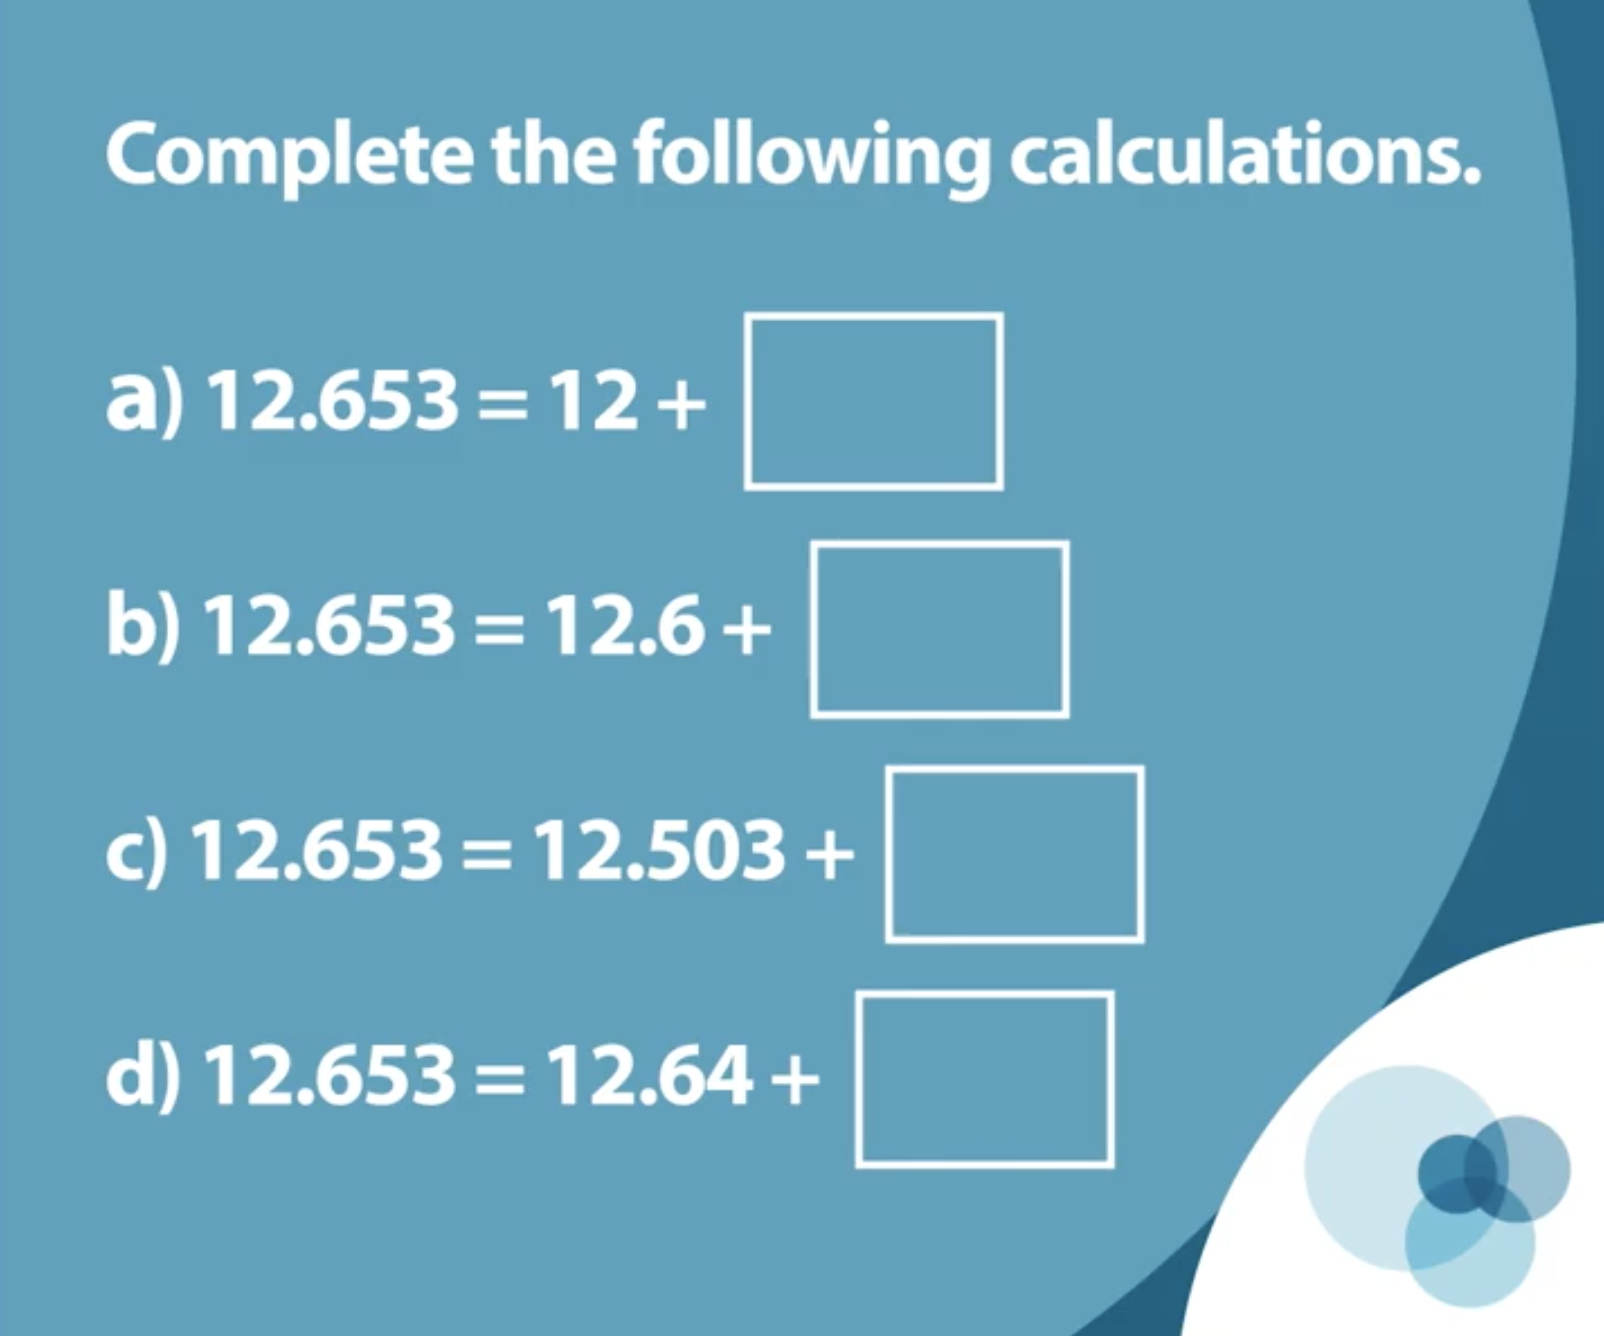 Complete the following calculations.
a) 12.653 = 12 +
b) 12.653 = 12.6 +
c) 12.653 = 12.503 +
d) 12.653 = 12.64 +